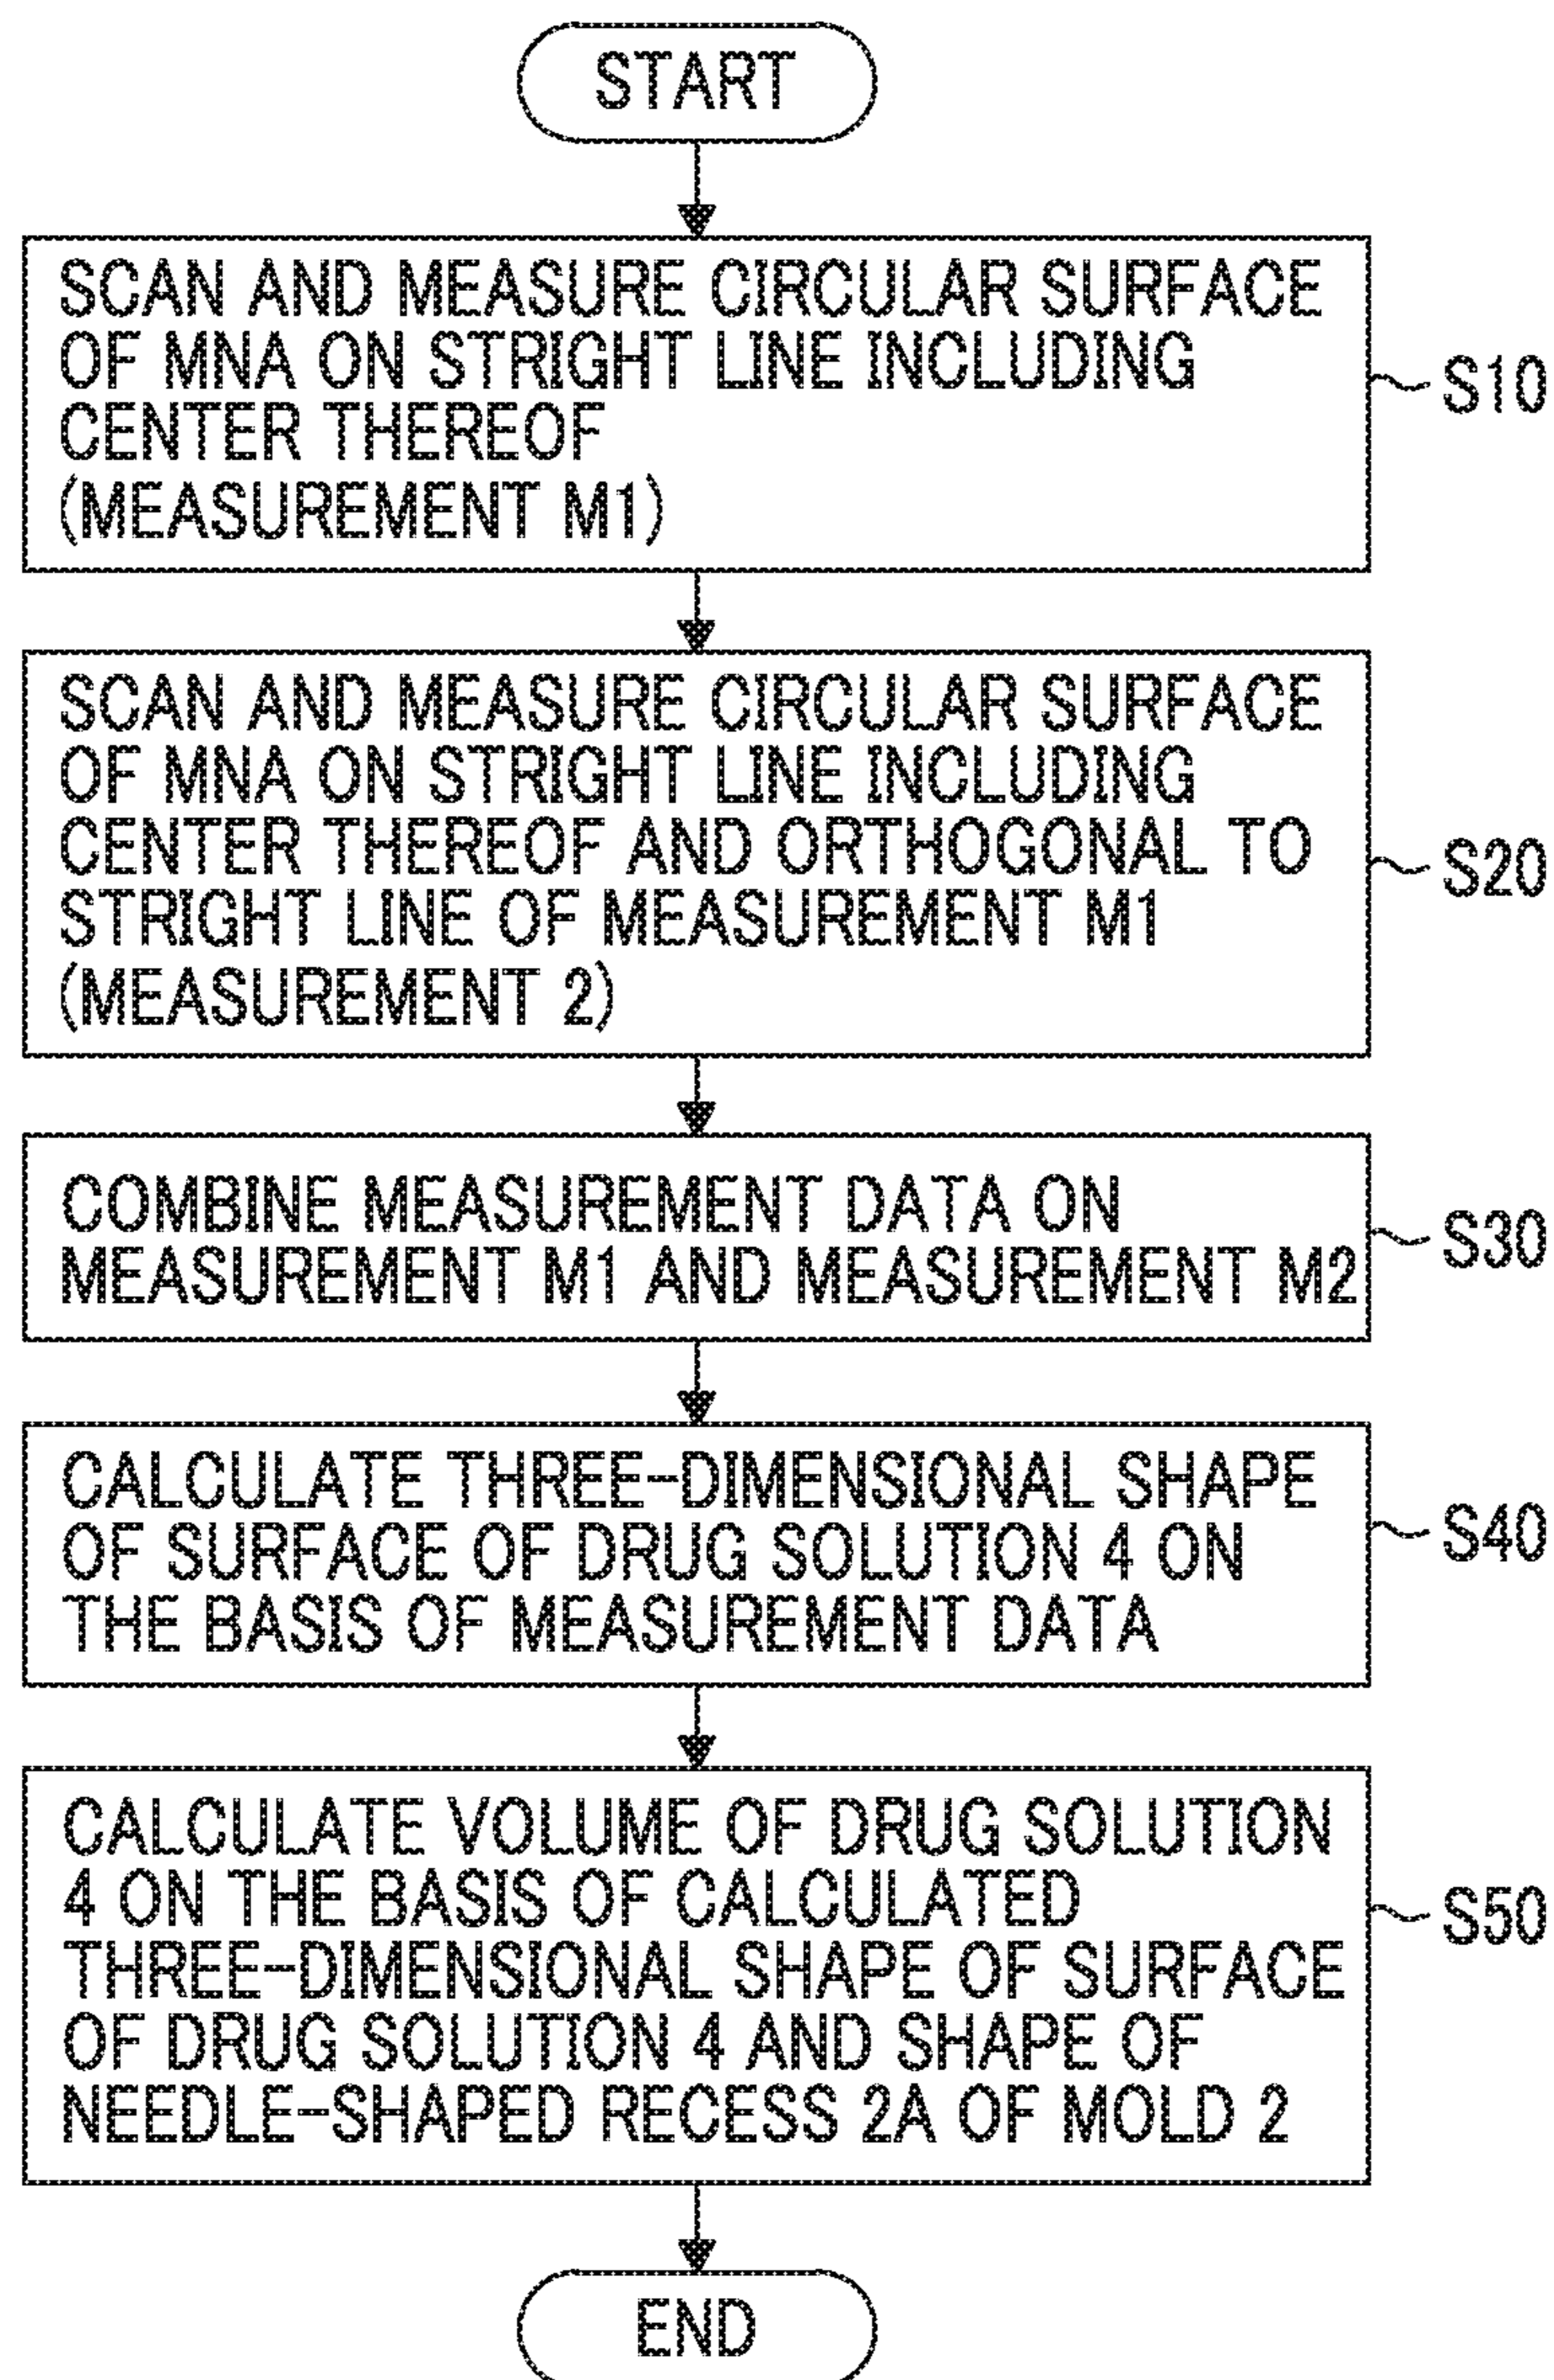 START
SCAN AND MEASURE CIRCULAR SURFACE
OF MNA ON STRIGHT LINE INCLUDING
CENTER THEREOF
(MEASUREMENT M1)
S10
SCAN AND MEASURE CIRCULAR SURFACE
OF MNA ON STRIGHT LINE INCLUDING
CENTER THEREOF AND ORTHOGONAL TO
STRIGHT LINE OF MEASUREMENT M1
(MEASUREMENT 2)
S20
COMBINE MEASUREMENT DATA ON
MEASUREMENT M1 AND MEASUREMENT M2
S30
CALCULATE THREE-DIMENSIONAL SHAPE
OF SURFACE OF DRUG SOLUTION 4 ON
THE BASIS OF MEASUREMENT DATA
S40
CALCULATE VOLUME OF DRUG SOLUTION
4 ON THE BASIS OF CALCULATED
THREE-DIMENSIONAL SHAPE OF SURFACE
OF DRUG SOLUTION 4 AND SHAPE OF
NEEDLE-SHAPED RECESS 2A OF MOLD 2
S50
END